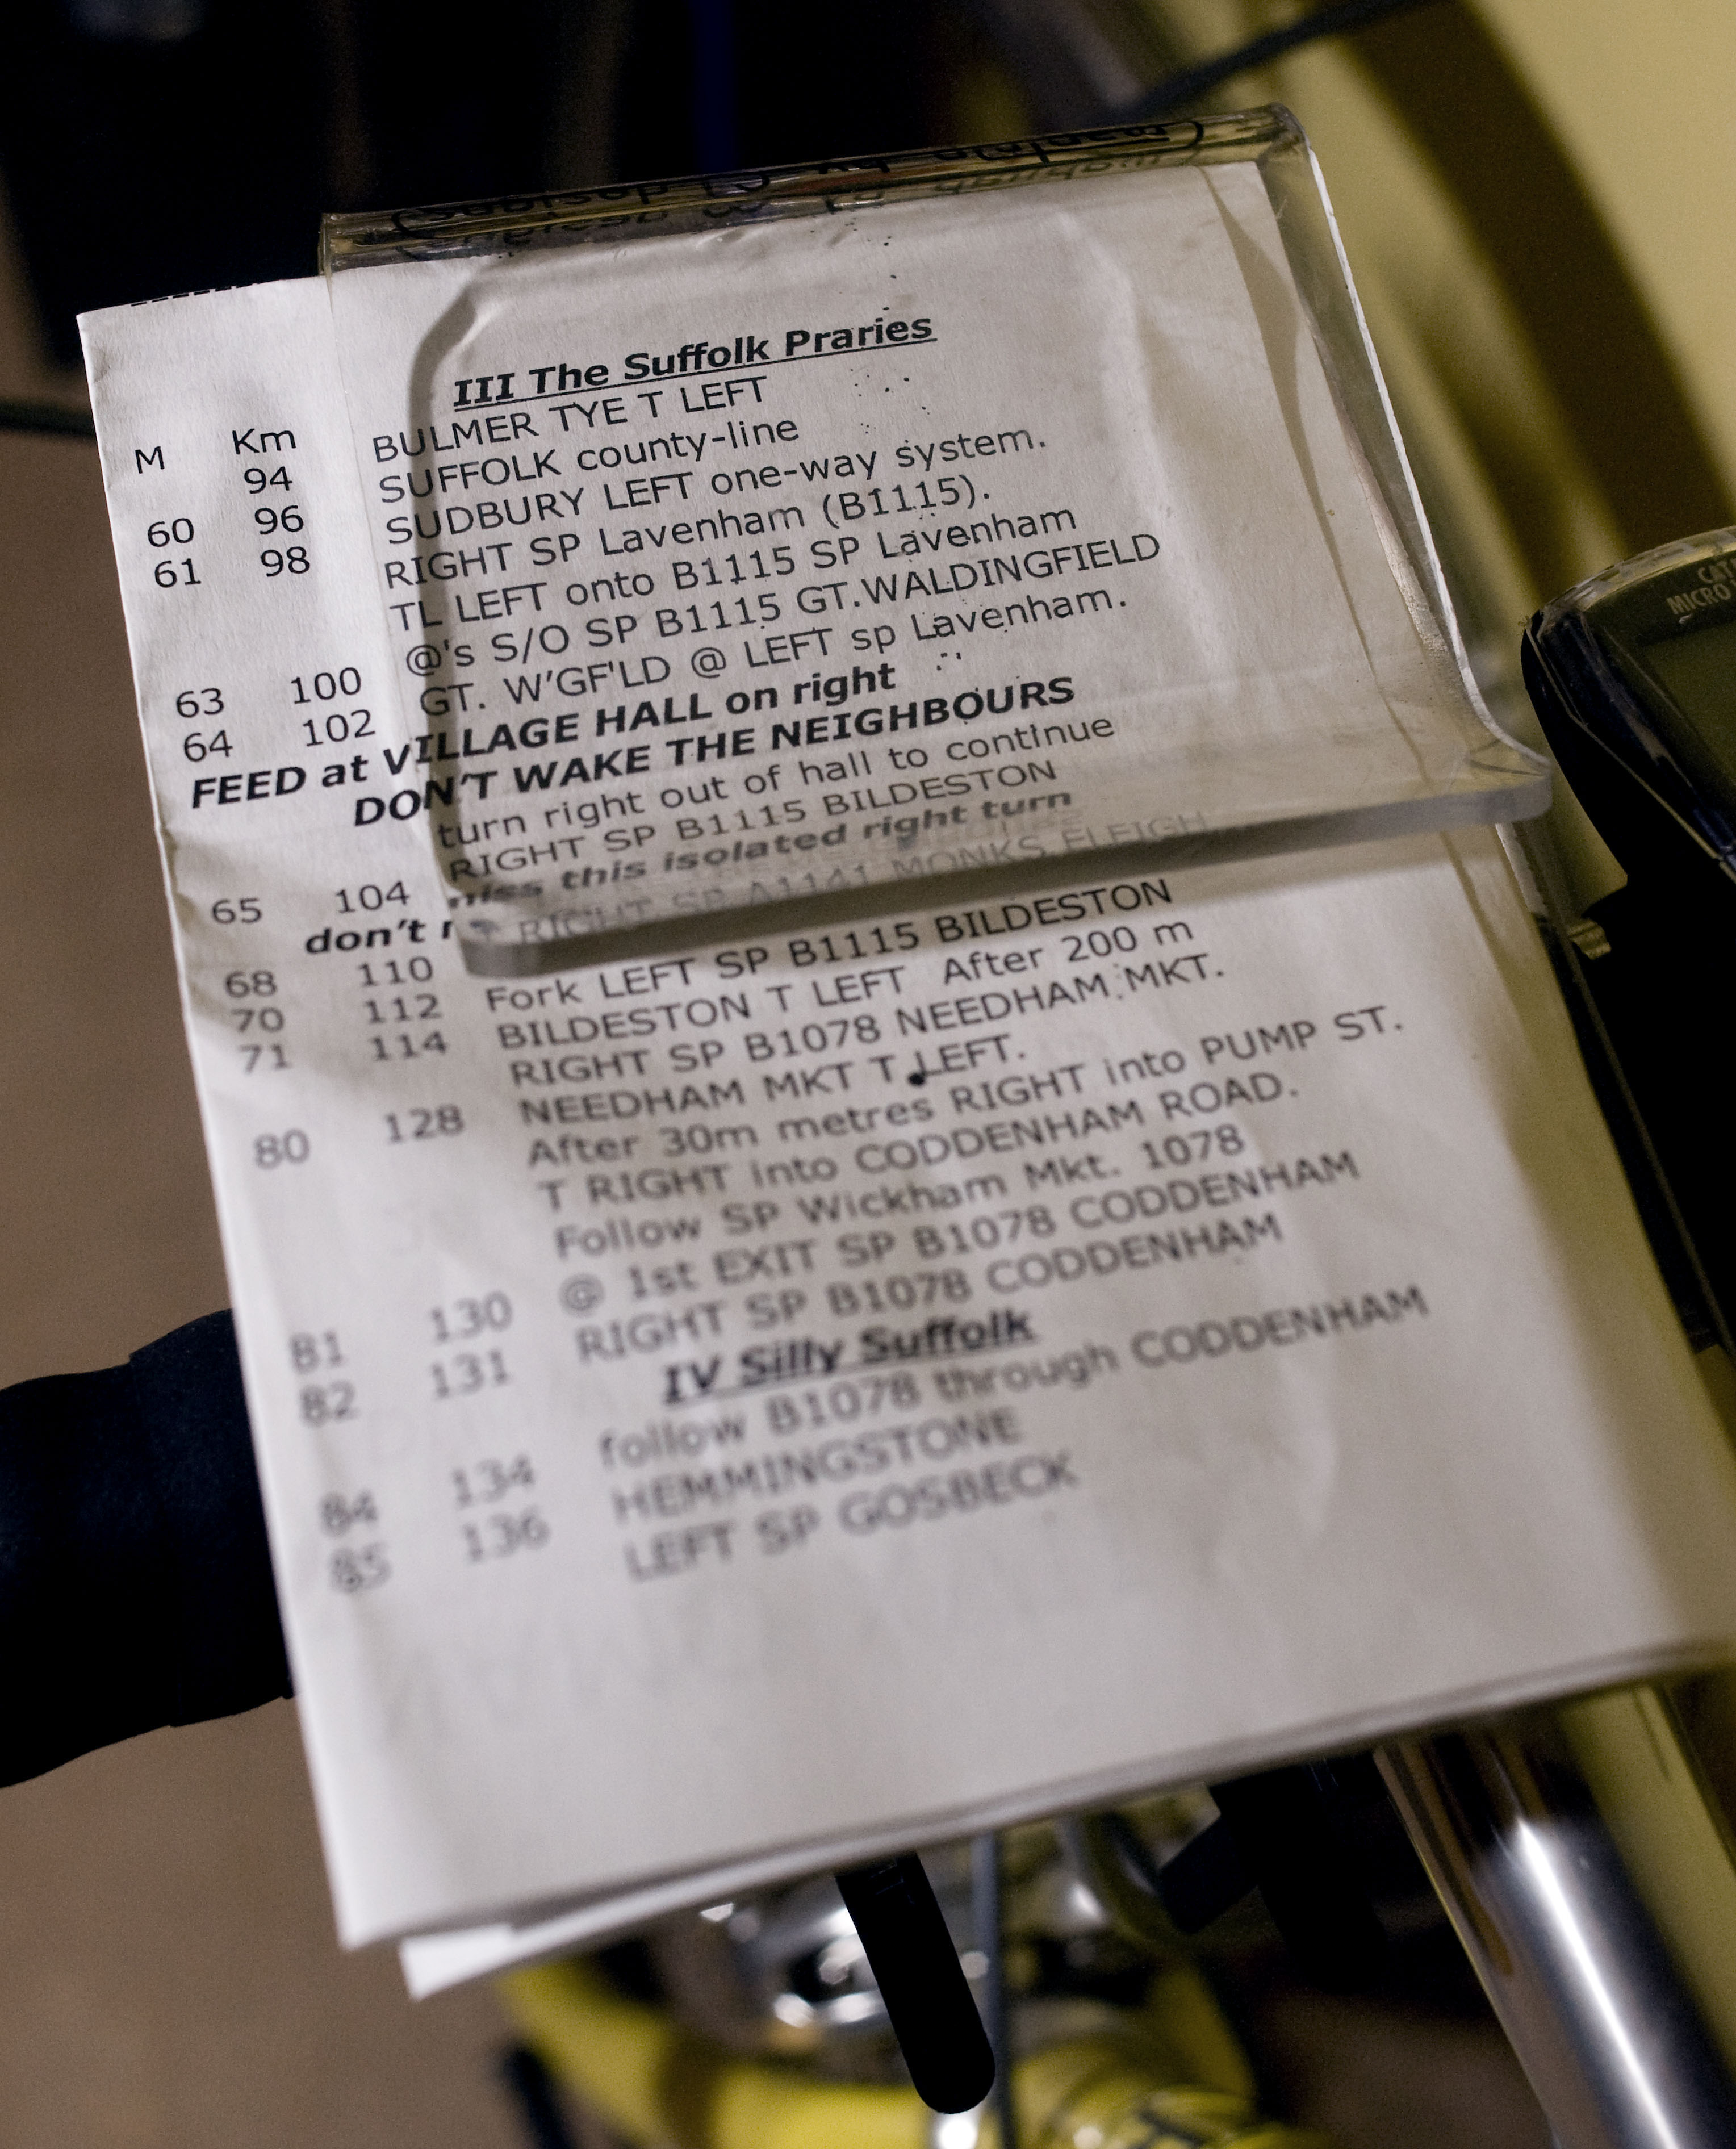 III The Suffolk Praries
M Km
94 BULMER TYE T LEFT
60 96 SUFFOLK county-line
61 98 SUDBURY LEFT one-way system.
RIGHT SP Lavenham (B1115).
TL LEFT onto B1115 SP Lavenham
63 100 @'s S/O SP B1115 GT.WALDINGFIELD
64 102 GT. W'GF'LD @ LEFT sp Lavenham.
FEED at VILLAGE HALL on right
DON'T WAKE THE NEIGHBOURS
turn right out of hall to continue
65 104 RIGHT SP B1115 BILDESTON
don't miss this isolated right turn
68 110 T RIGHT SP A1141 MONKS ELEIGH
70 112 Fork LEFT SP B1115 BILDESTON
71 114 BILDESTON T LEFT After 200 m
RIGHT SP B1078 NEEDHAM MKT.
80 128 NEEDHAM MKT T LEFT.
After 30m metres RIGHT into PUMP ST.
T RIGHT into CODDENHAM ROAD.
Follow SP Wickham Mkt. 1078
81 130 @ 1st EXIT SP B1078 CODDENHAM
82 131 RIGHT SP B1078 CODDENHAM
IV Silly Suffolk
84 134 follow B1078 through CODDENHAM
85 136 HEMMINGSTONE
LEFT SP GOSBECK
MICRO